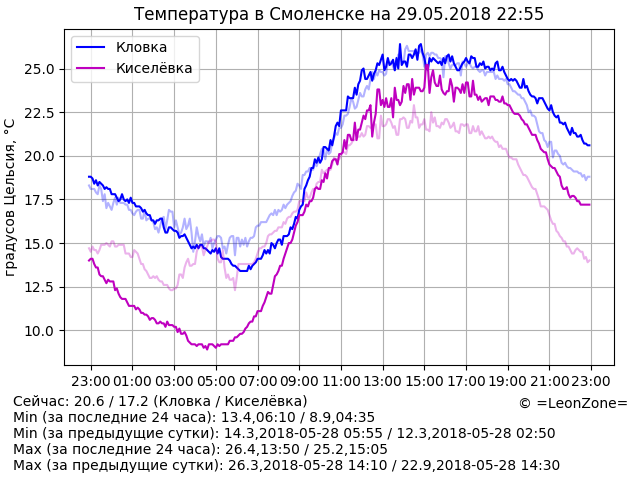 Температура в Смоленске на 29.05.2018 22:55
Кловка
Киселёвка
градусов Цельсия, °C
25.0
22.5
20.0
17.5
15.0
12.5
10.0
23:00 01:00 03:00 05:00 07:00 09:00 11:00 13:00 15:00 17:00 19:00 21:00 23:00
© =LeonZone=
Сейчас: 20.6 / 17.2 (Кловка / Киселёвка)
Min (за последние 24 часа): 13.4,06:10 / 8.9,04:35
Min (за предыдущие сутки): 14.3,2018-05-28 05:55 / 12.3,2018-05-28 02:50
Max (за последние 24 часа): 26.4,13:50 / 25.2,15:05
Max (за предыдущие сутки): 26.3,2018-05-28 14:10 / 22.9,2018-05-28 14:30